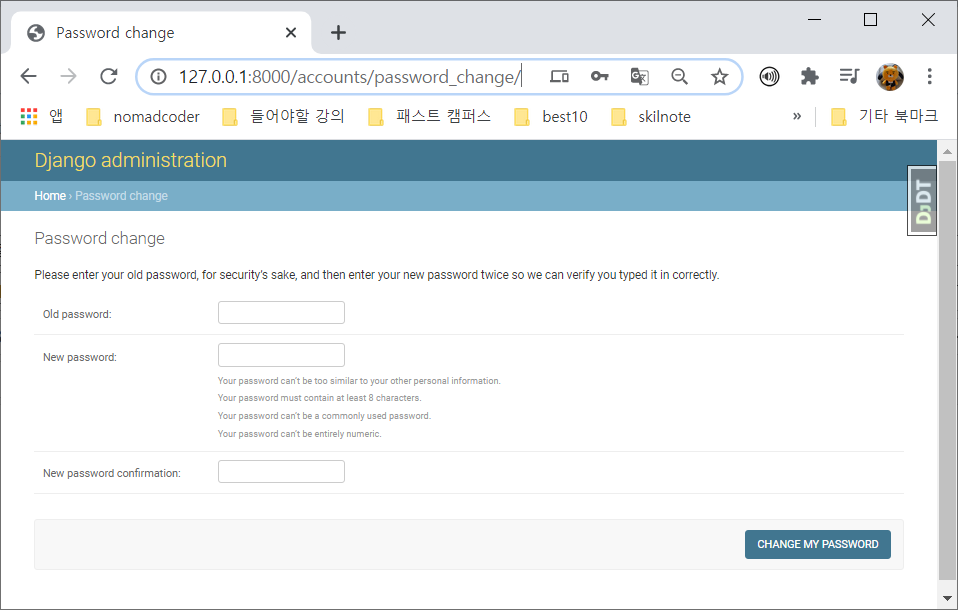 Password change
127.0.0.1:8000/accounts/password_change/
앱 nomadcoder 들어야할 강의 패스트 캠퍼스 best10 skilnote » 기타 북마크
Django administration
Home › Password change
DjDT
Password change
Please enter your old password, for security's sake, and then enter your new password twice so we can verify you typed it in correctly.
Old password:
New password:
Your password can't be too similar to your other personal information.
Your password must contain at least 8 characters.
Your password can't be a commonly used password.
Your password can't be entirely numeric.
New password confirmation:
CHANGE MY PASSWORD